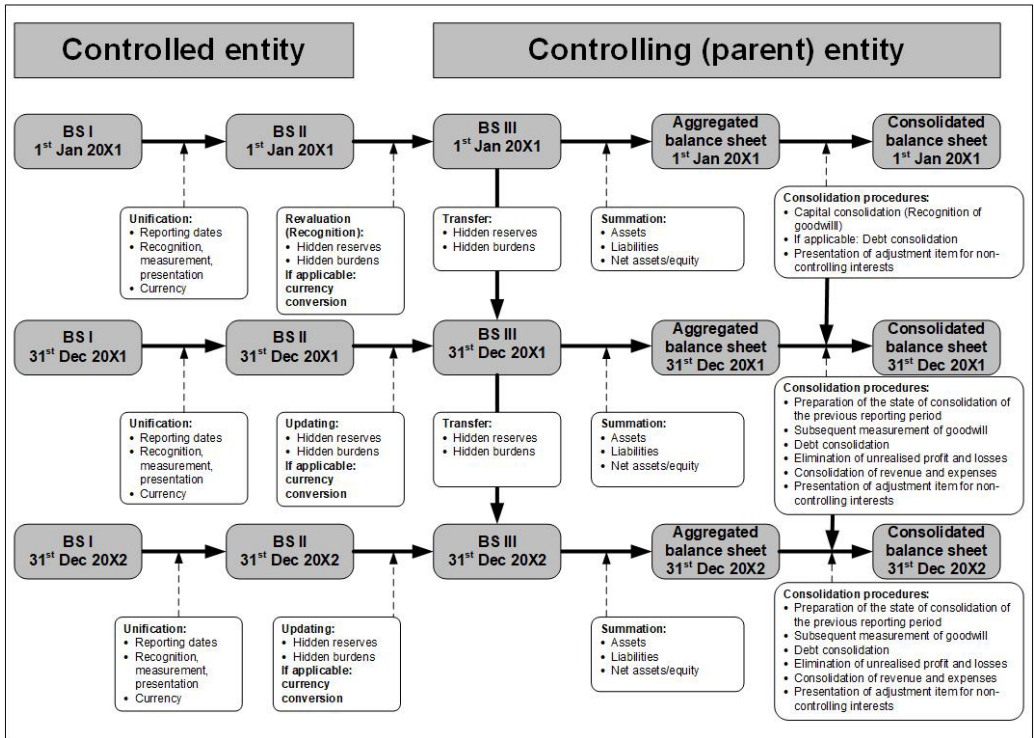 Controlled entity
Controlling (parent) entity
BS I
1st Jan 20X1
BS II
1st Jan 20X1
BS III
1st Jan 20X1
Aggregated
balance sheet
1st Jan 20X1
Consolidated
balance sheet
1st Jan 20X1
Unification:
• Reporting dates
• Recognition,
measurement,
presentation
• Currency
Revaluation
(Recognition):
• Hidden reserves
• Hidden burdens
If applicable:
currency
conversion
Transfer:
• Hidden reserves
• Hidden burdens
Summation:
• Assets
• Liabilities
• Net assets/equity
Consolidation procedures:
• Capital consolidation (Recognition of
goodwilll)
• If applicable: Debt consolidation
• Presentation of adjustment item for non-
controlling interests
BS I
31st Dec 20X1
BS II
31st Dec 20X1
BS III
31st Dec 20X1
Aggregated
balance sheet
31st Dec 20X1
Consolidated
balance sheet
31st Dec 20X1
Unification:
• Reporting dates
• Recognition,
measurement,
presentation
• Currency
Updating:
• Hidden reserves
• Hidden burdens
If applicable:
currency
conversion
Transfer:
• Hidden reserves
• Hidden burdens
Summation:
• Assets
• Liabilities
• Net assets/equity
Consolidation procedures:
• Preparation of the state of consolidation of
the previous reporting period
• Subsequent measurement of goodwill
• Debt consolidation
• Elimination of unrealised profit and losses
• Consolidation of revenue and expenses
• Presentation of adjustment item for non-
controlling interests
BS I
31st Dec 20X2
BS II
31st Dec 20X2
BS III
31st Dec 20X2
Aggregated
balance sheet
31st Dec 20X2
Consolidated
balance sheet
31st Dec 20X2
Unification:
• Reporting dates
• Recognition,
measurement,
presentation
• Currency
Updating:
• Hidden reserves
• Hidden burdens
If applicable:
currency
conversion
Summation:
• Assets
• Liabilities
• Net assets/equity
Consolidation procedures:
• Preparation of the state of consolidation of
the previous reporting period
• Subsequent measurement of goodwill
• Debt consolidation
• Elimination of unrealised profit and losses
• Consolidation of revenue and expenses
• Presentation of adjustment item for non-
controlling interests